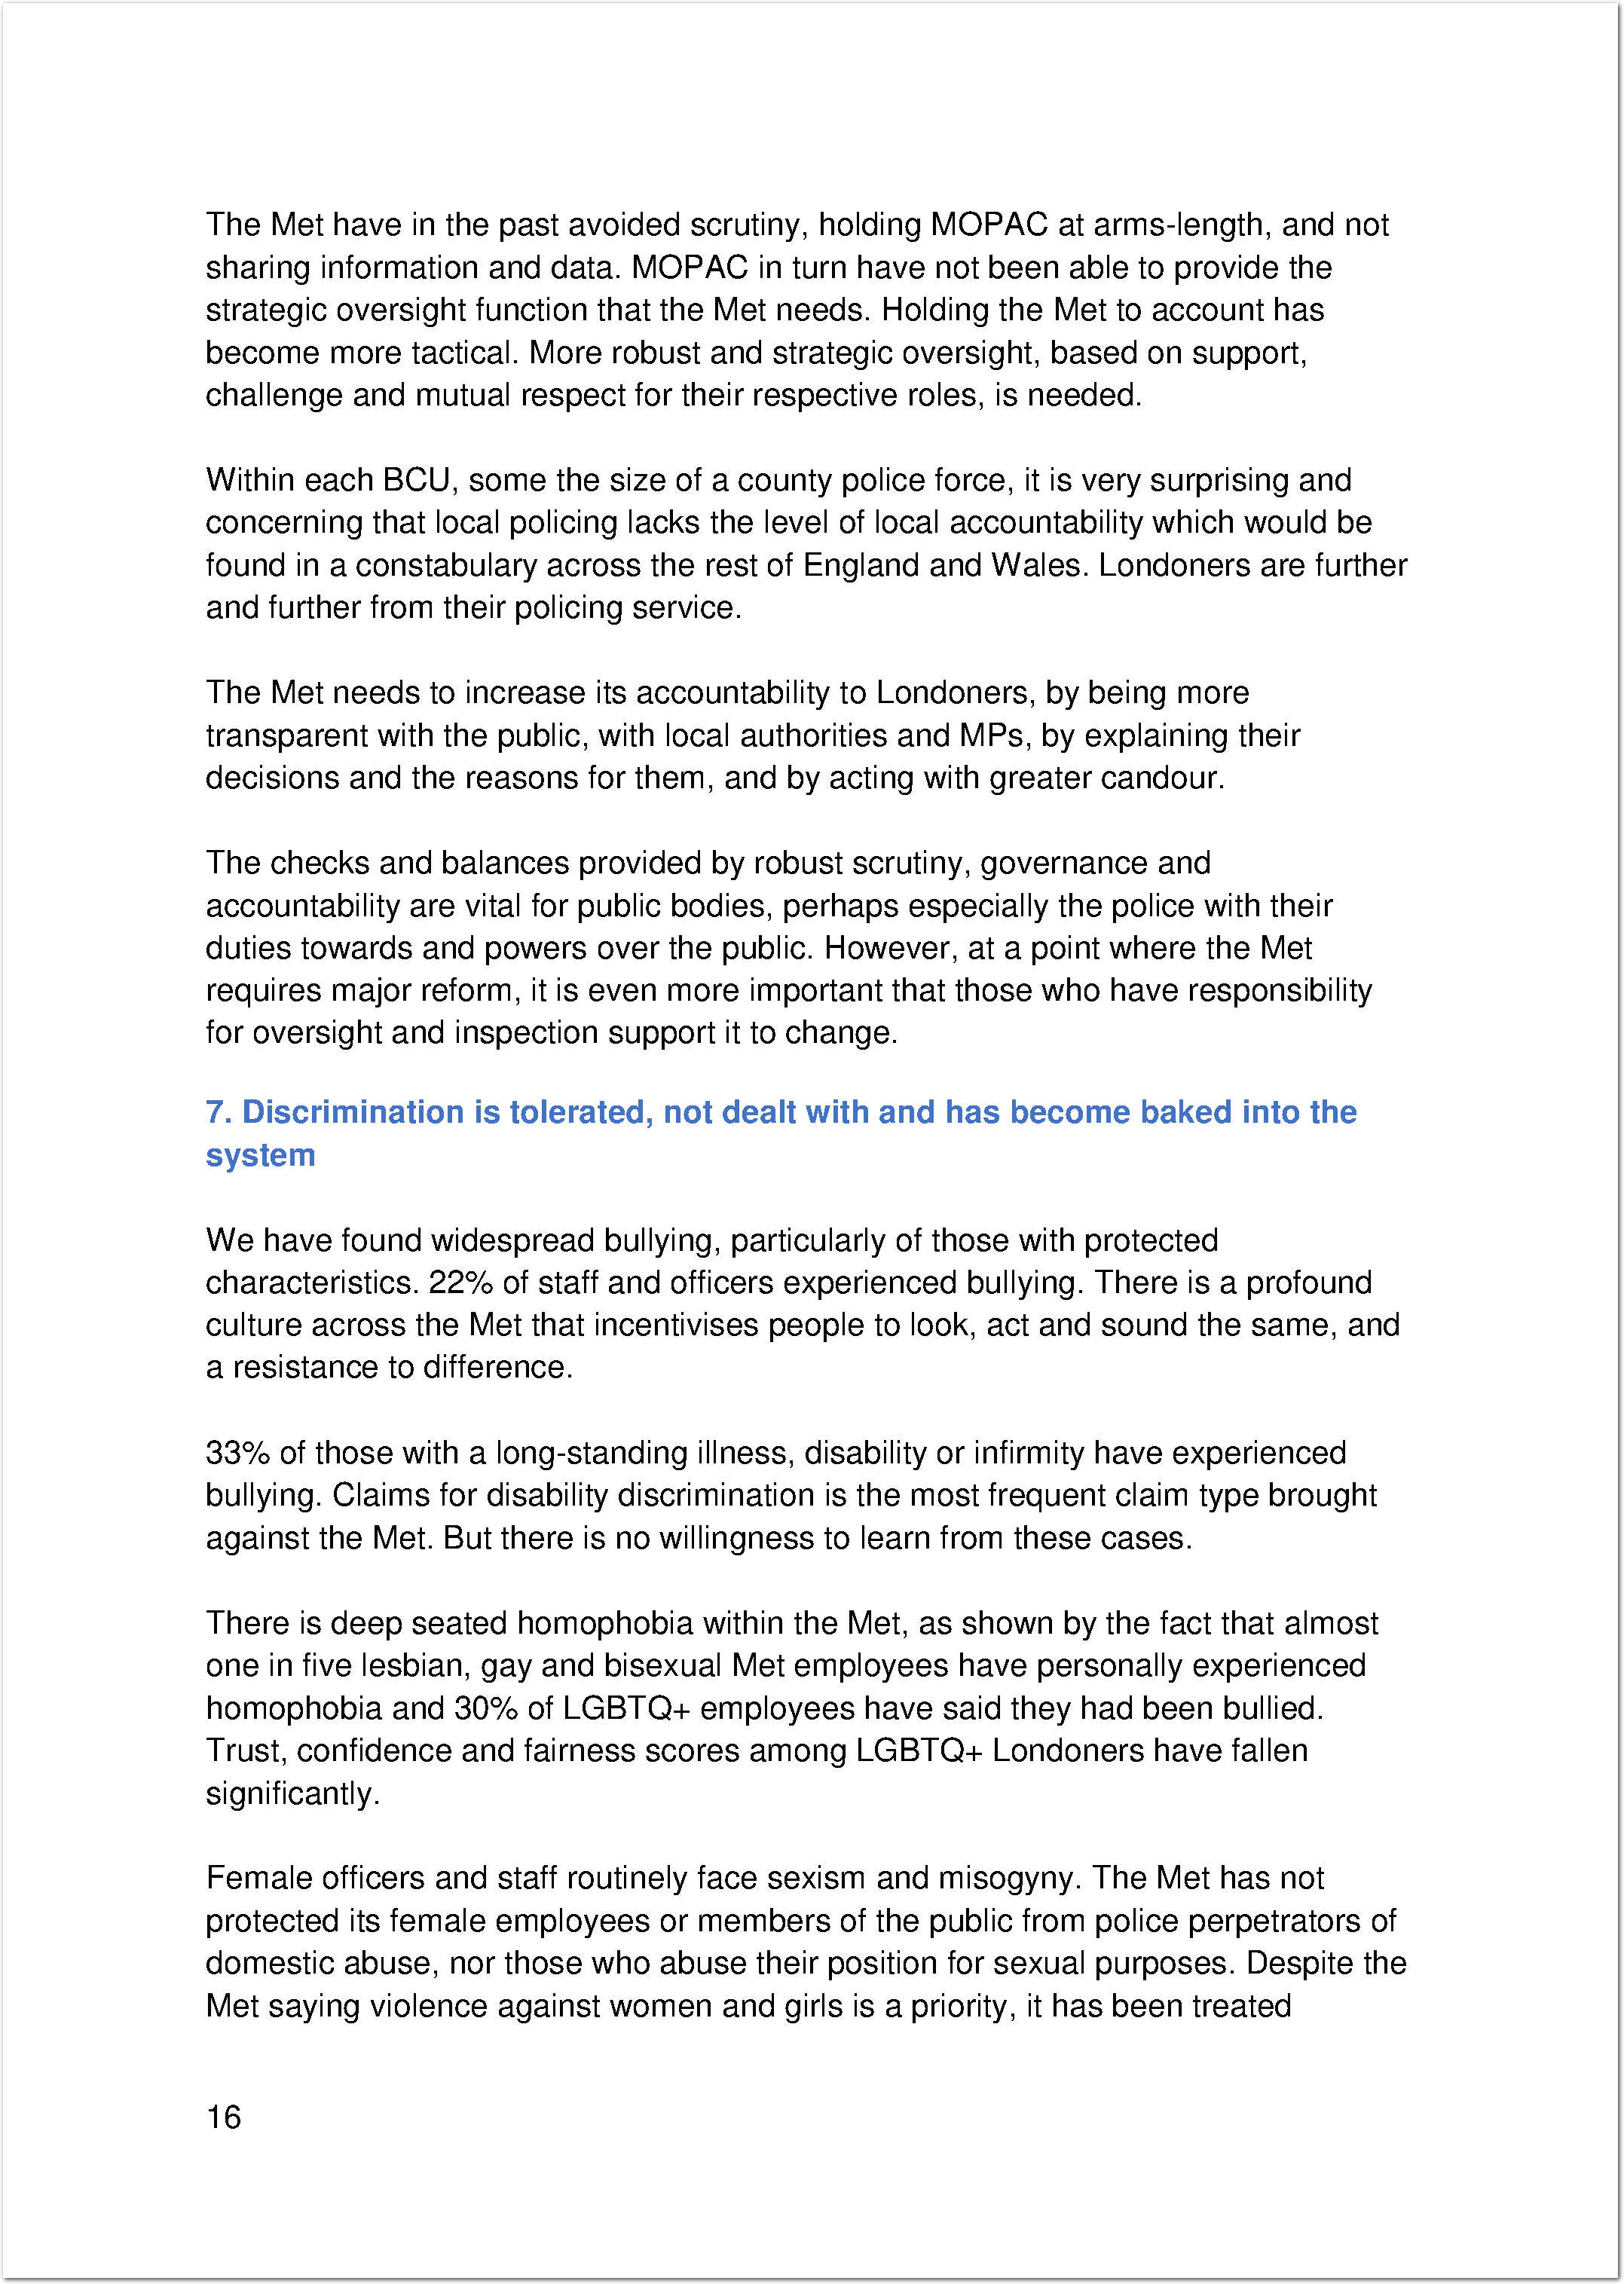 The Met have in the past avoided scrutiny, holding MOPAC at arms-length, and not
sharing information and data. MOPAC in turn have not been able to provide the
strategic oversight function that the Met needs. Holding the Met to account has
become more tactical. More robust and strategic oversight, based on support,
challenge and mutual respect for their respective roles, is needed.
Within each BCU, some the size of a county police force, it is very surprising and
concerning that local policing lacks the level of local accountability which would be
found in a constabulary across the rest of England and Wales. Londoners are further
and further from their policing service.
The Met needs to increase its accountability to Londoners, by being more
transparent with the public, with local authorities and MPs, by explaining their
decisions and the reasons for them, and by acting with greater candour.
The checks and balances provided by robust scrutiny, governance and
accountability are vital for public bodies, perhaps especially the police with their
duties towards and powers over the public. However, at a point where the Met
requires major reform, it is even more important that those who have responsibility
for oversight and inspection support it to change.
7. Discrimination is tolerated, not dealt with and has become baked into the
system
We have found widespread bullying, particularly of those with protected
characteristics. 22% of staff and officers experienced bullying. There is a profound
culture across the Met that incentivises people to look, act and sound the same, and
a resistance to difference.
33% of those with a long-standing illness, disability or infirmity have experienced
bullying. Claims for disability discrimination is the most frequent claim type brought
against the Met. But there is no willingness to learn from these cases.
There is deep seated homophobia within the Met, as shown by the fact that almost
one in five lesbian, gay and bisexual Met employees have personally experienced
homophobia and 30% of LGBTQ+ employees have said they had been bullied.
Trust, confidence and fairness scores among LGBTQ+ Londoners have fallen
significantly.
Female officers and staff routinely face sexism and misogyny. The Met has not
protected its female employees or members of the public from police perpetrators of
domestic abuse, nor those who abuse their position for sexual purposes. Despite the
Met saying violence against women and girls is a priority, it has been treated
16